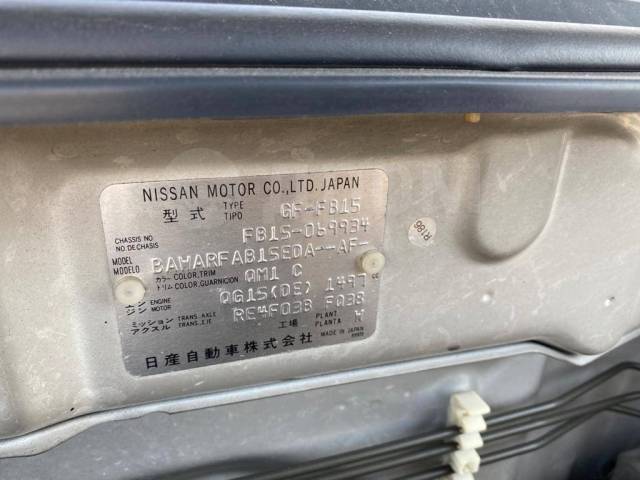 NISSAN MOTOR CO.,LTD.JAPAN
型式 TYPE TIPO GF-FB15
CHASSIS NO. NO.DE CHASIS FB15-069934
MODEL MODELO BAMARFAB15EDA--AF-
カラー COLOR,TRIM トリム COLOR,GUARNICION QM1 C
エンジン ENGINE MOTOR QG15(DE) 1497 cc
ミッション アクスル TRANS. AXLE TRANS. EJE RE4F03B FQ38
工場 PLANT PLANTA W
MADE IN JAPAN
日産自動車株式会社
R186